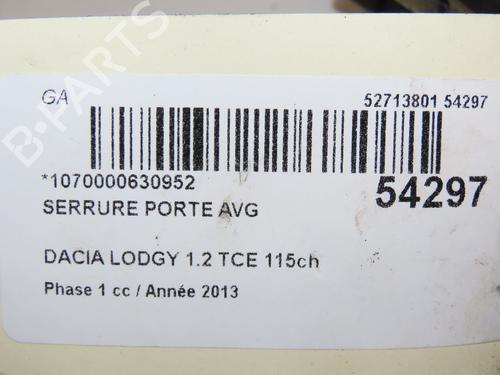 B-PARTS
GA
52713801 54297
*1070000630952
54297
SERRURE PORTE AVG
DACIA LODGY 1.2 TCE 115ch
Phase 1 cc / Année 2013